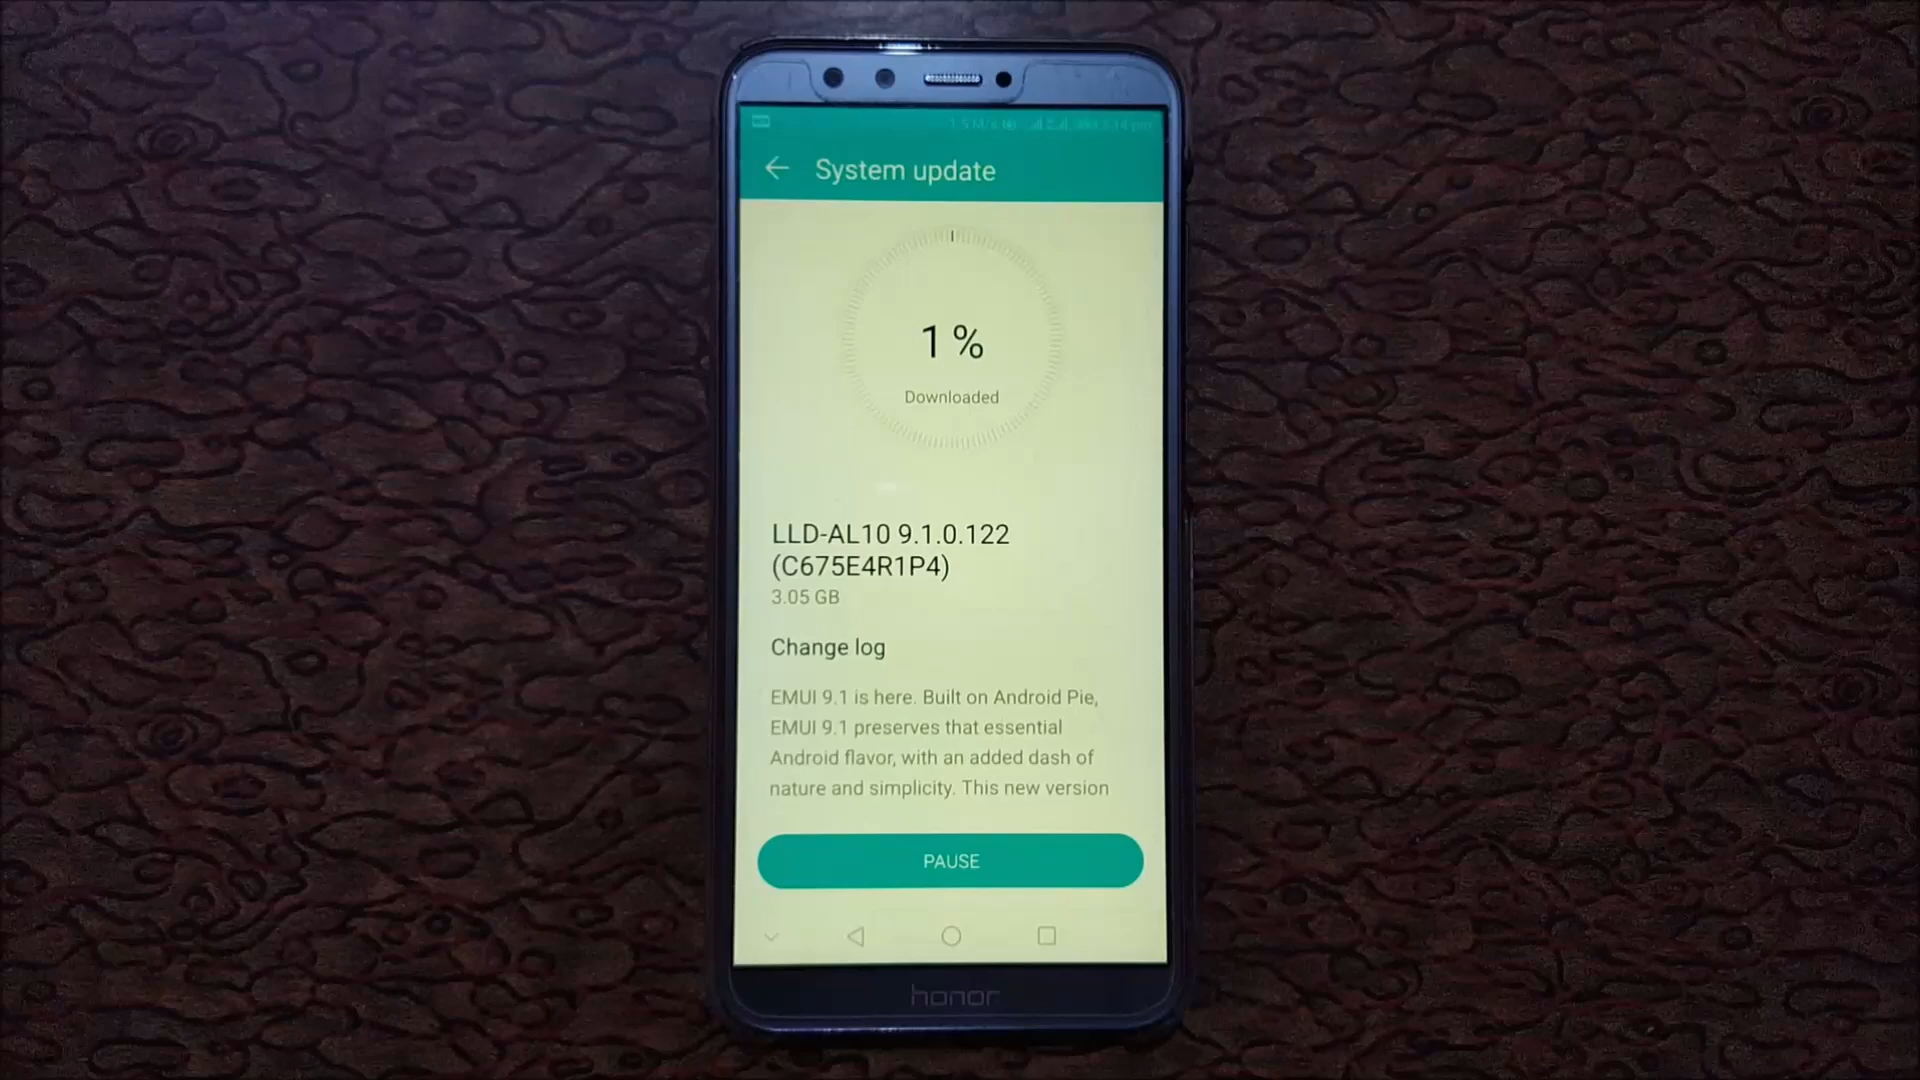 System update
1 %
Downloaded
LLD-AL10 9.1.0.122
(C675E4R1P4)
3.05 GB
Change log
EMUI 9.1 is here. Built on Android Pie,
EMUI 9.1 preserves that essential
Android flavor, with an added dash of
nature and simplicity. This new version
PAUSE
honor